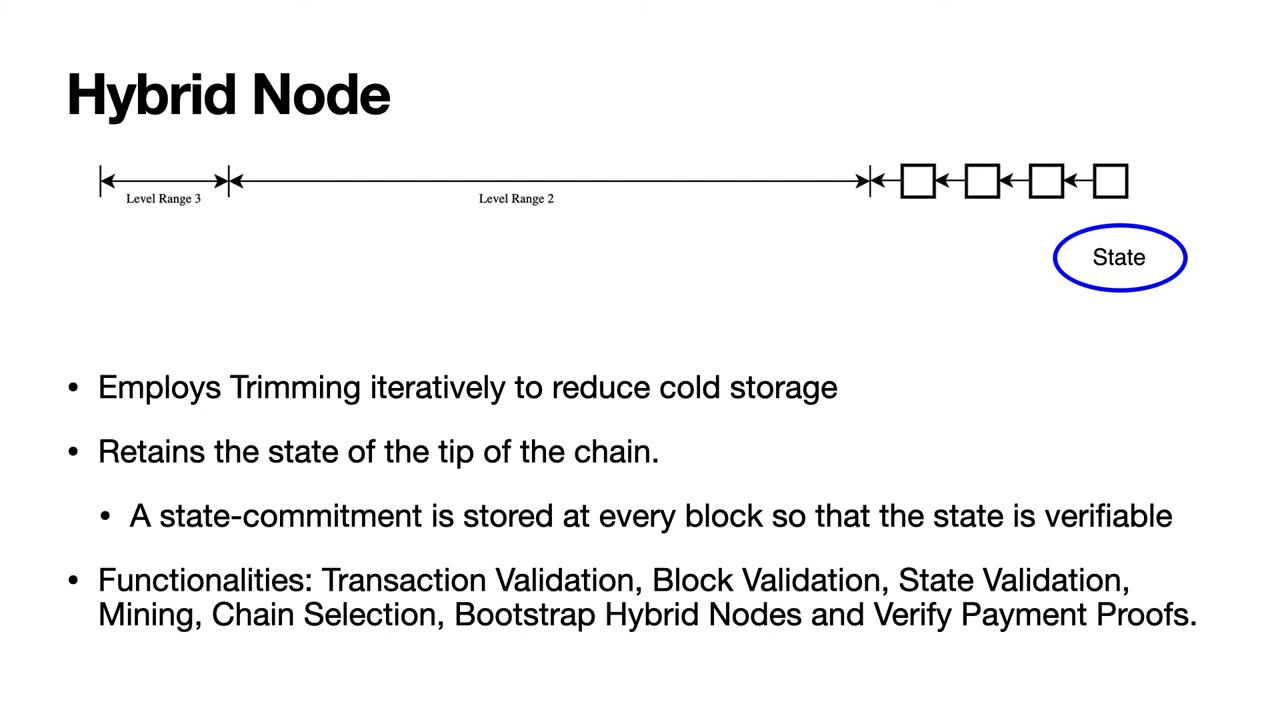 Hybrid Node
Level Range 3
Level Range 2
State
• Employs Trimming iteratively to reduce cold storage
• Retains the state of the tip of the chain.
• A state-commitment is stored at every block so that the state is verifiable
• Functionalities: Transaction Validation, Block Validation, State Validation,
Mining, Chain Selection, Bootstrap Hybrid Nodes and Verify Payment Proofs.